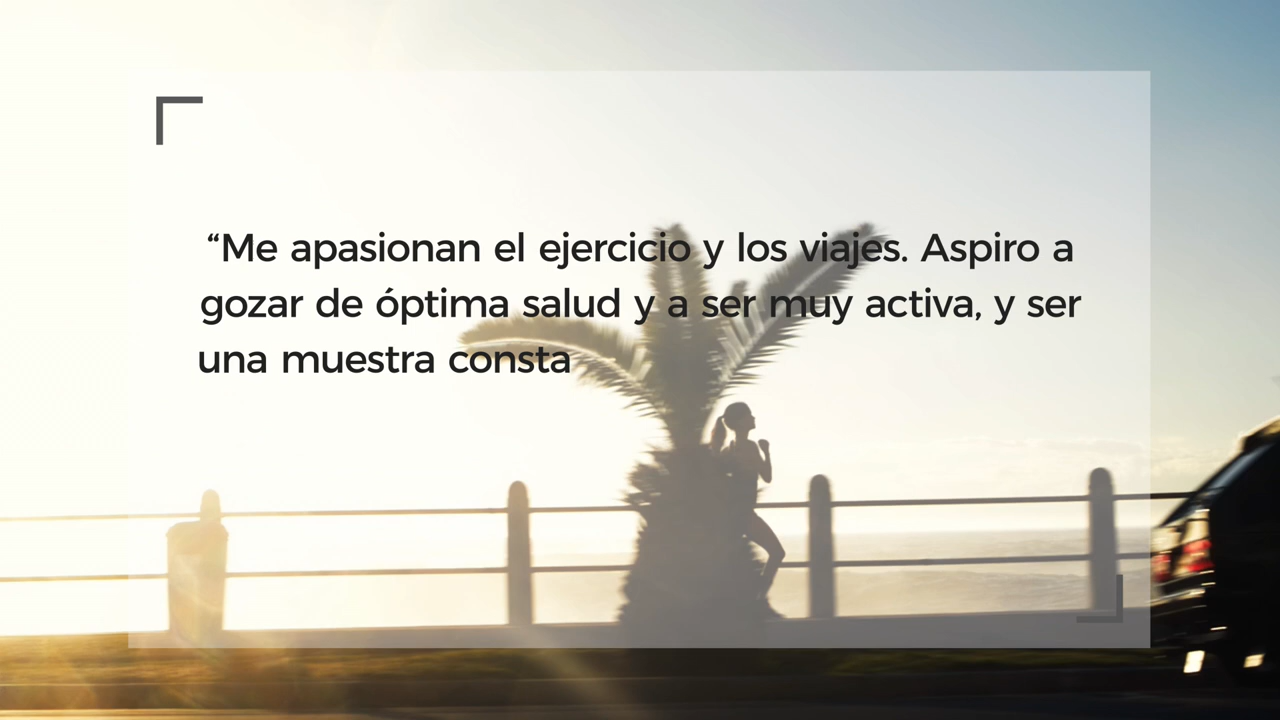 “Me apasionan el ejercicio y los viajes. Aspiro a
gozar de óptima salud y a ser muy activa, y ser
una muestra consta